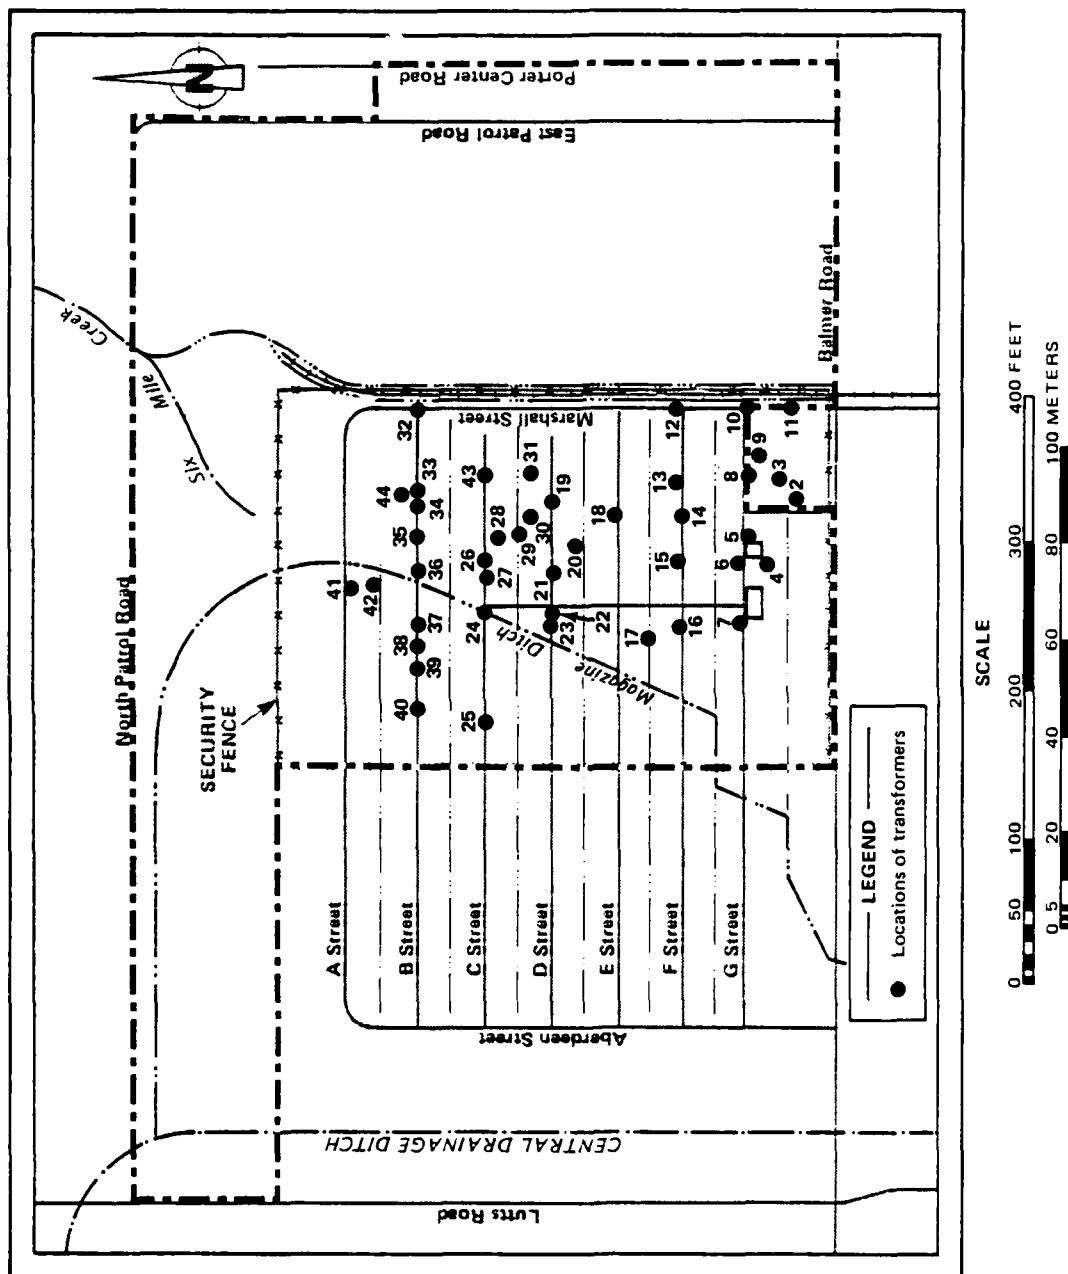 N
Porter Center Road
East Patrol Road
North Patrol Road
Six
Mile
Creek
SECURITY
FENCE
Marshall Street
Balmer Road
A Street
B Street
C Street
D Street
E Street
F Street
G Street
Aberdeen Street
CENTRAL DRAINAGE DITCH
Lutts Road
Magazine
Ditch
41
42
44
32
33
34
35
36
37
38
39
40
43
31
28
26
27
24
25
29
30
19
20
21
22
23
18
17
12
13
14
15
16
10
11
9
8
3
2
5
6
4
7
LEGEND
Locations of transformers
SCALE
0 50 100 200 300 400 FEET
0 5 20 40 60 80 100 METERS